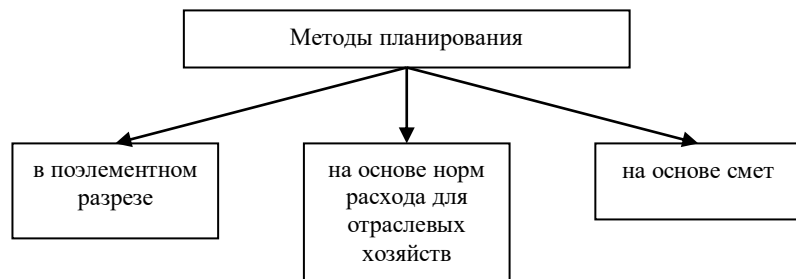 Методы планирования
в поэлементном
разрезе
на основе норм
расхода для
отраслевых
хозяйств
на основе смет